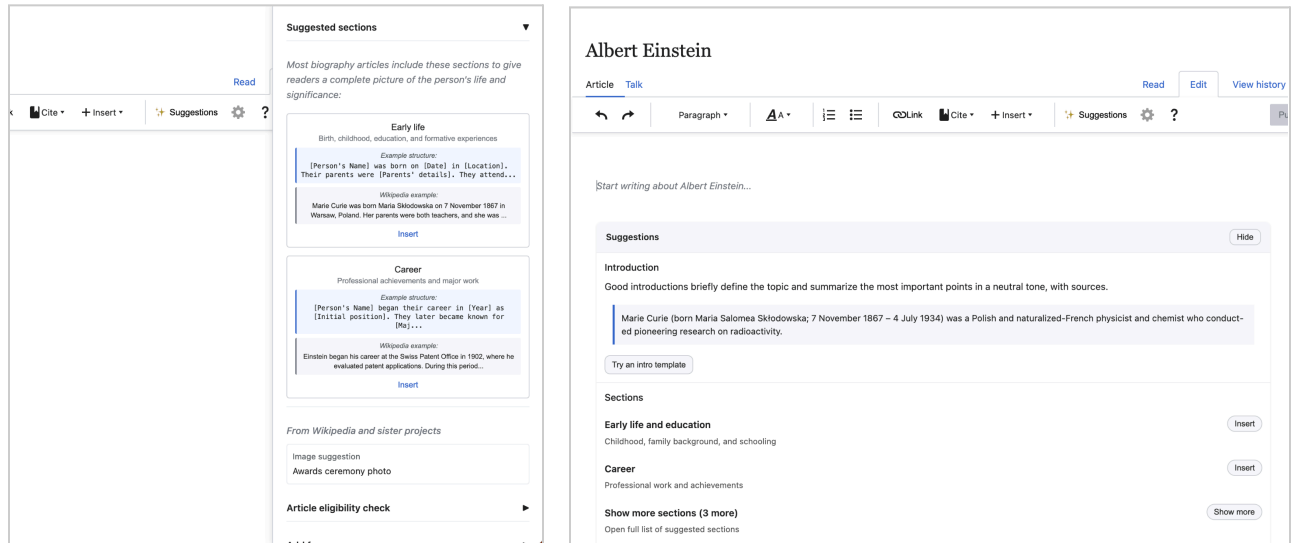 Read
Cite
Insert
Suggestions
?
Suggested sections
Most biography articles include these sections to give
readers a complete picture of the person's life and
significance:
Early life
Birth, childhood, education, and formative experiences
Example structure:
[Person's Name] was born on [Date] in [Location].
Their parents were [Parents' details]. They attend...
Wikipedia example:
Marie Curie was born Maria Skłodowska on 7 November 1867 in
Warsaw, Poland. Her parents were both teachers, and she was ...
Insert
Career
Professional achievements and major work
Example structure:
[Person's Name] began their career in [Year] as
[Initial position]. They later became known for
[Maj...
Wikipedia example:
Einstein began his career at the Swiss Patent Office in 1902, where he
evaluated patent applications. During this period...
Insert
From Wikipedia and sister projects
Image suggestion
Awards ceremony photo
Article eligibility check
Albert Einstein
Article Talk
Read Edit View history
Paragraph A A Link Cite Insert Suggestions ? Pu
Start writing about Albert Einstein...
Suggestions Hide
Introduction
Good introductions briefly define the topic and summarize the most important points in a neutral tone, with sources.
Marie Curie (born Maria Salomea Skłodowska; 7 November 1867 – 4 July 1934) was a Polish and naturalized-French physicist and chemist who conduct-
ed pioneering research on radioactivity.
Try an intro template
Sections
Early life and education Insert
Childhood, family background, and schooling
Career Insert
Professional work and achievements
Show more sections (3 more) Show more
Open full list of suggested sections